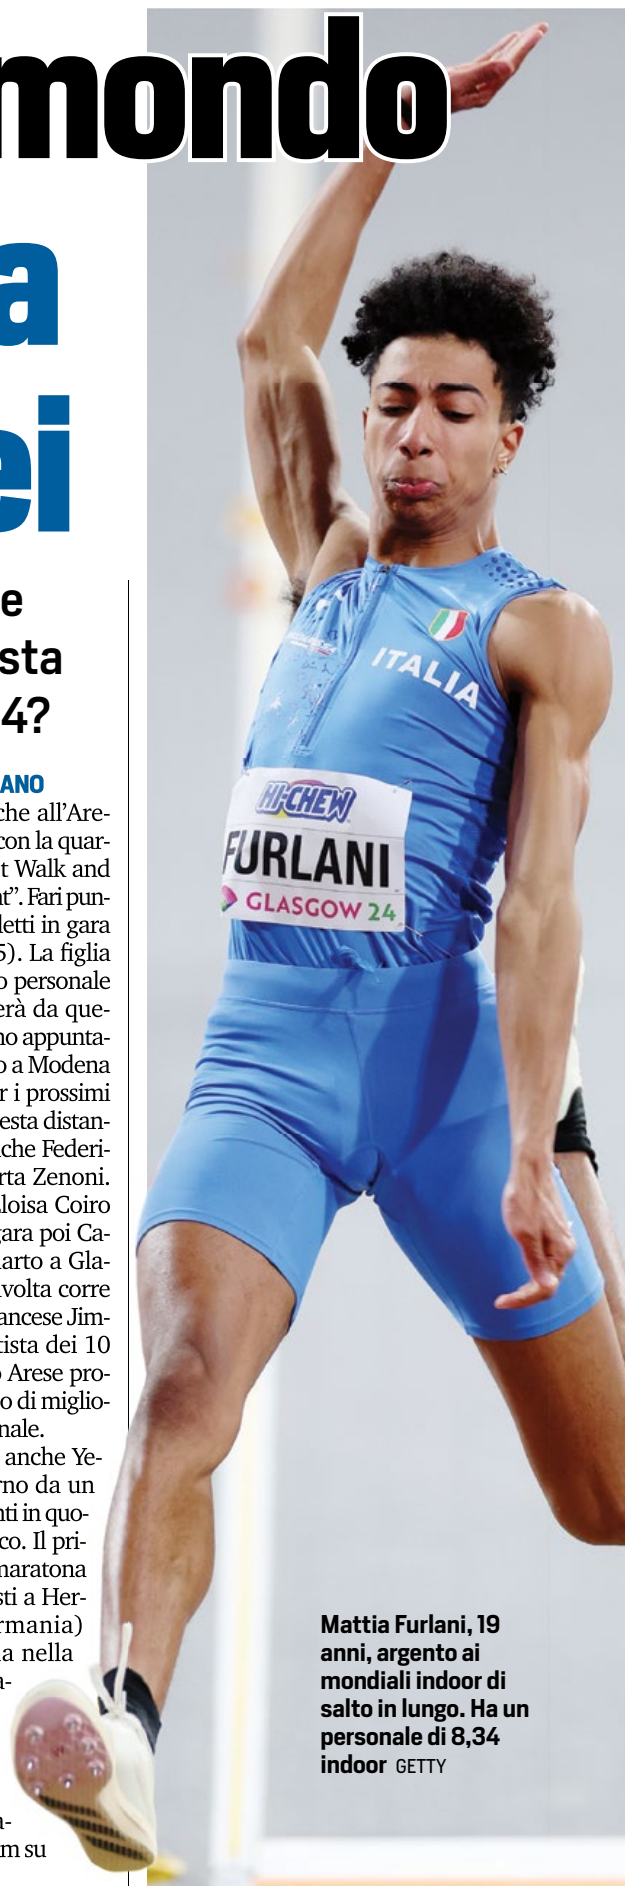 mondo
a
ei
e
sta
4?
ANO
che all'Are-
con la quar-
t Walk and
nt". Fari pun-
letti in gara
5). La figlia
o personale
erà da que-
no appunta-
o a Modena
r i prossimi
esta distan-
che Federi-
rta Zenoni.
loisa Coiro
gara poi Ca-
arto a Gla-
volta corre
ancese Jim-
tista dei 10
o Arese pro-
o di miglio-
nale.
anche Ye-
rno da un
nti in quo-
co. Il pri-
maratona
sti a Her-
rmania)
a nella
a-
a-
m su
ITALIA
HI-CHEW
FURLANI
GLASGOW 24
Mattia Furlani, 19
anni, argento ai
mondiali indoor di
salto in lungo. Ha un
personale di 8,34
indoor GETTY